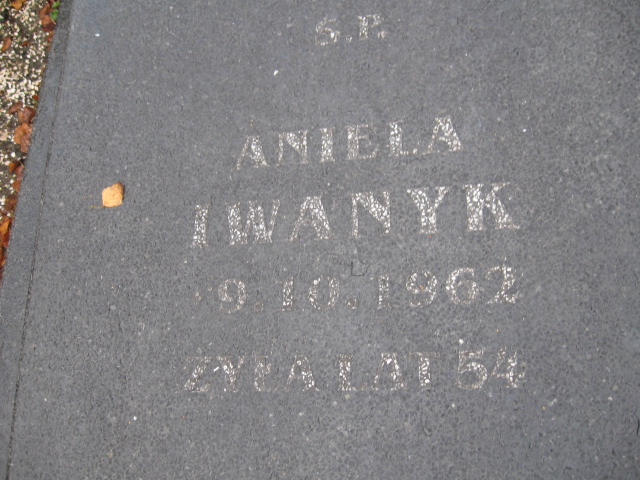 S.P.
ANIELA
IWANYK
9.10.1962
ŻYŁA LAT 54